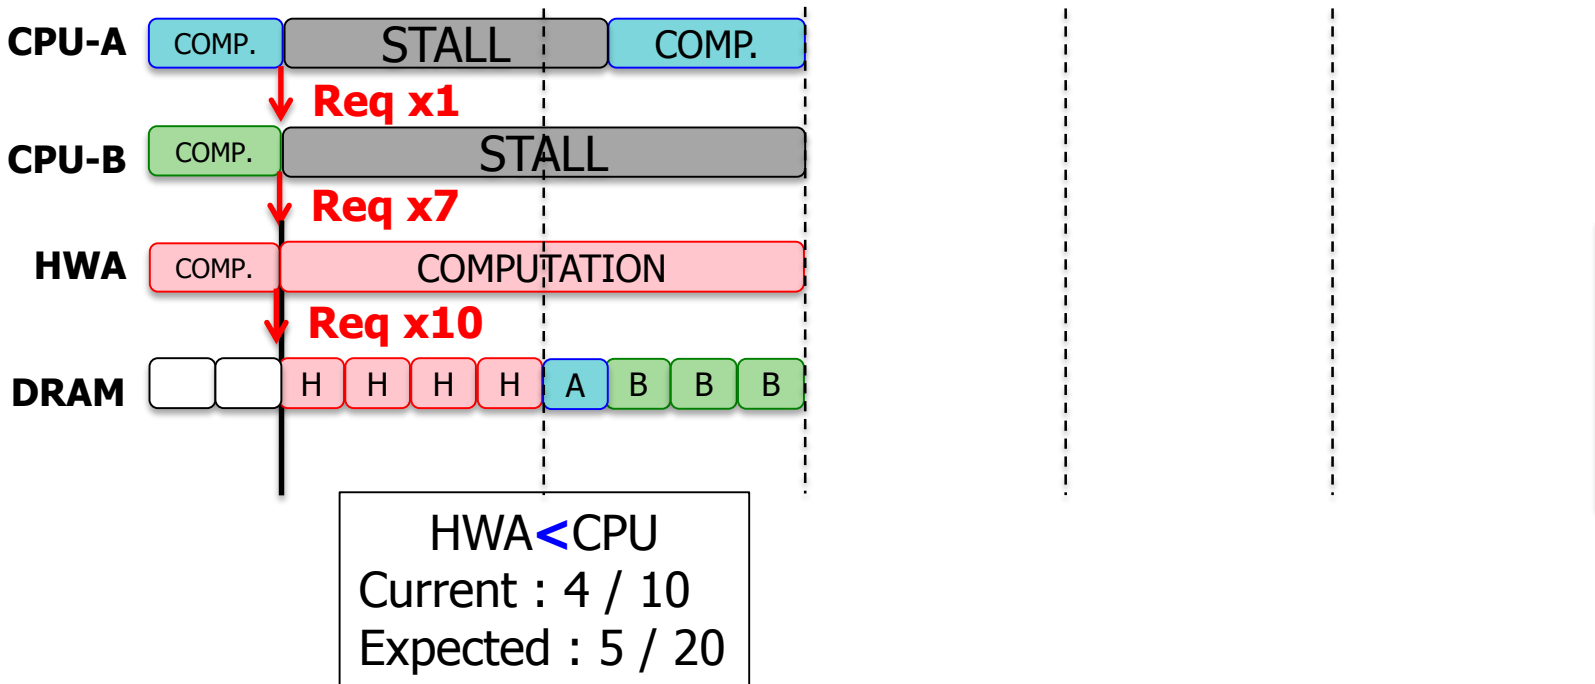 CPU-A COMP. STALL COMP.
Req x1
CPU-B COMP. STALL
Req x7
HWA COMP. COMPUTATION
Req x10
DRAM H H H H A B B B
HWA<CPU
Current : 4 / 10
Expected : 5 / 20